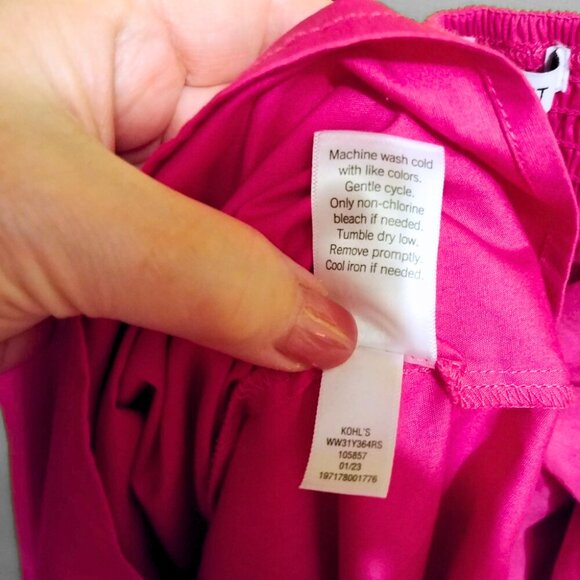 Machine wash cold
with like colors.
Gentle cycle.
Only non-chlorine
bleach if needed.
Tumble dry low.
Remove promptly.
Cool iron if needed.
KOHL'S
WW31Y364RS
105857
01/23
197178001776